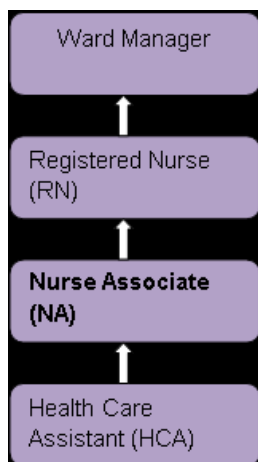 Ward Manager
Registered Nurse
(RN)
Nurse Associate
(NA)
Health Care
Assistant (HCA)